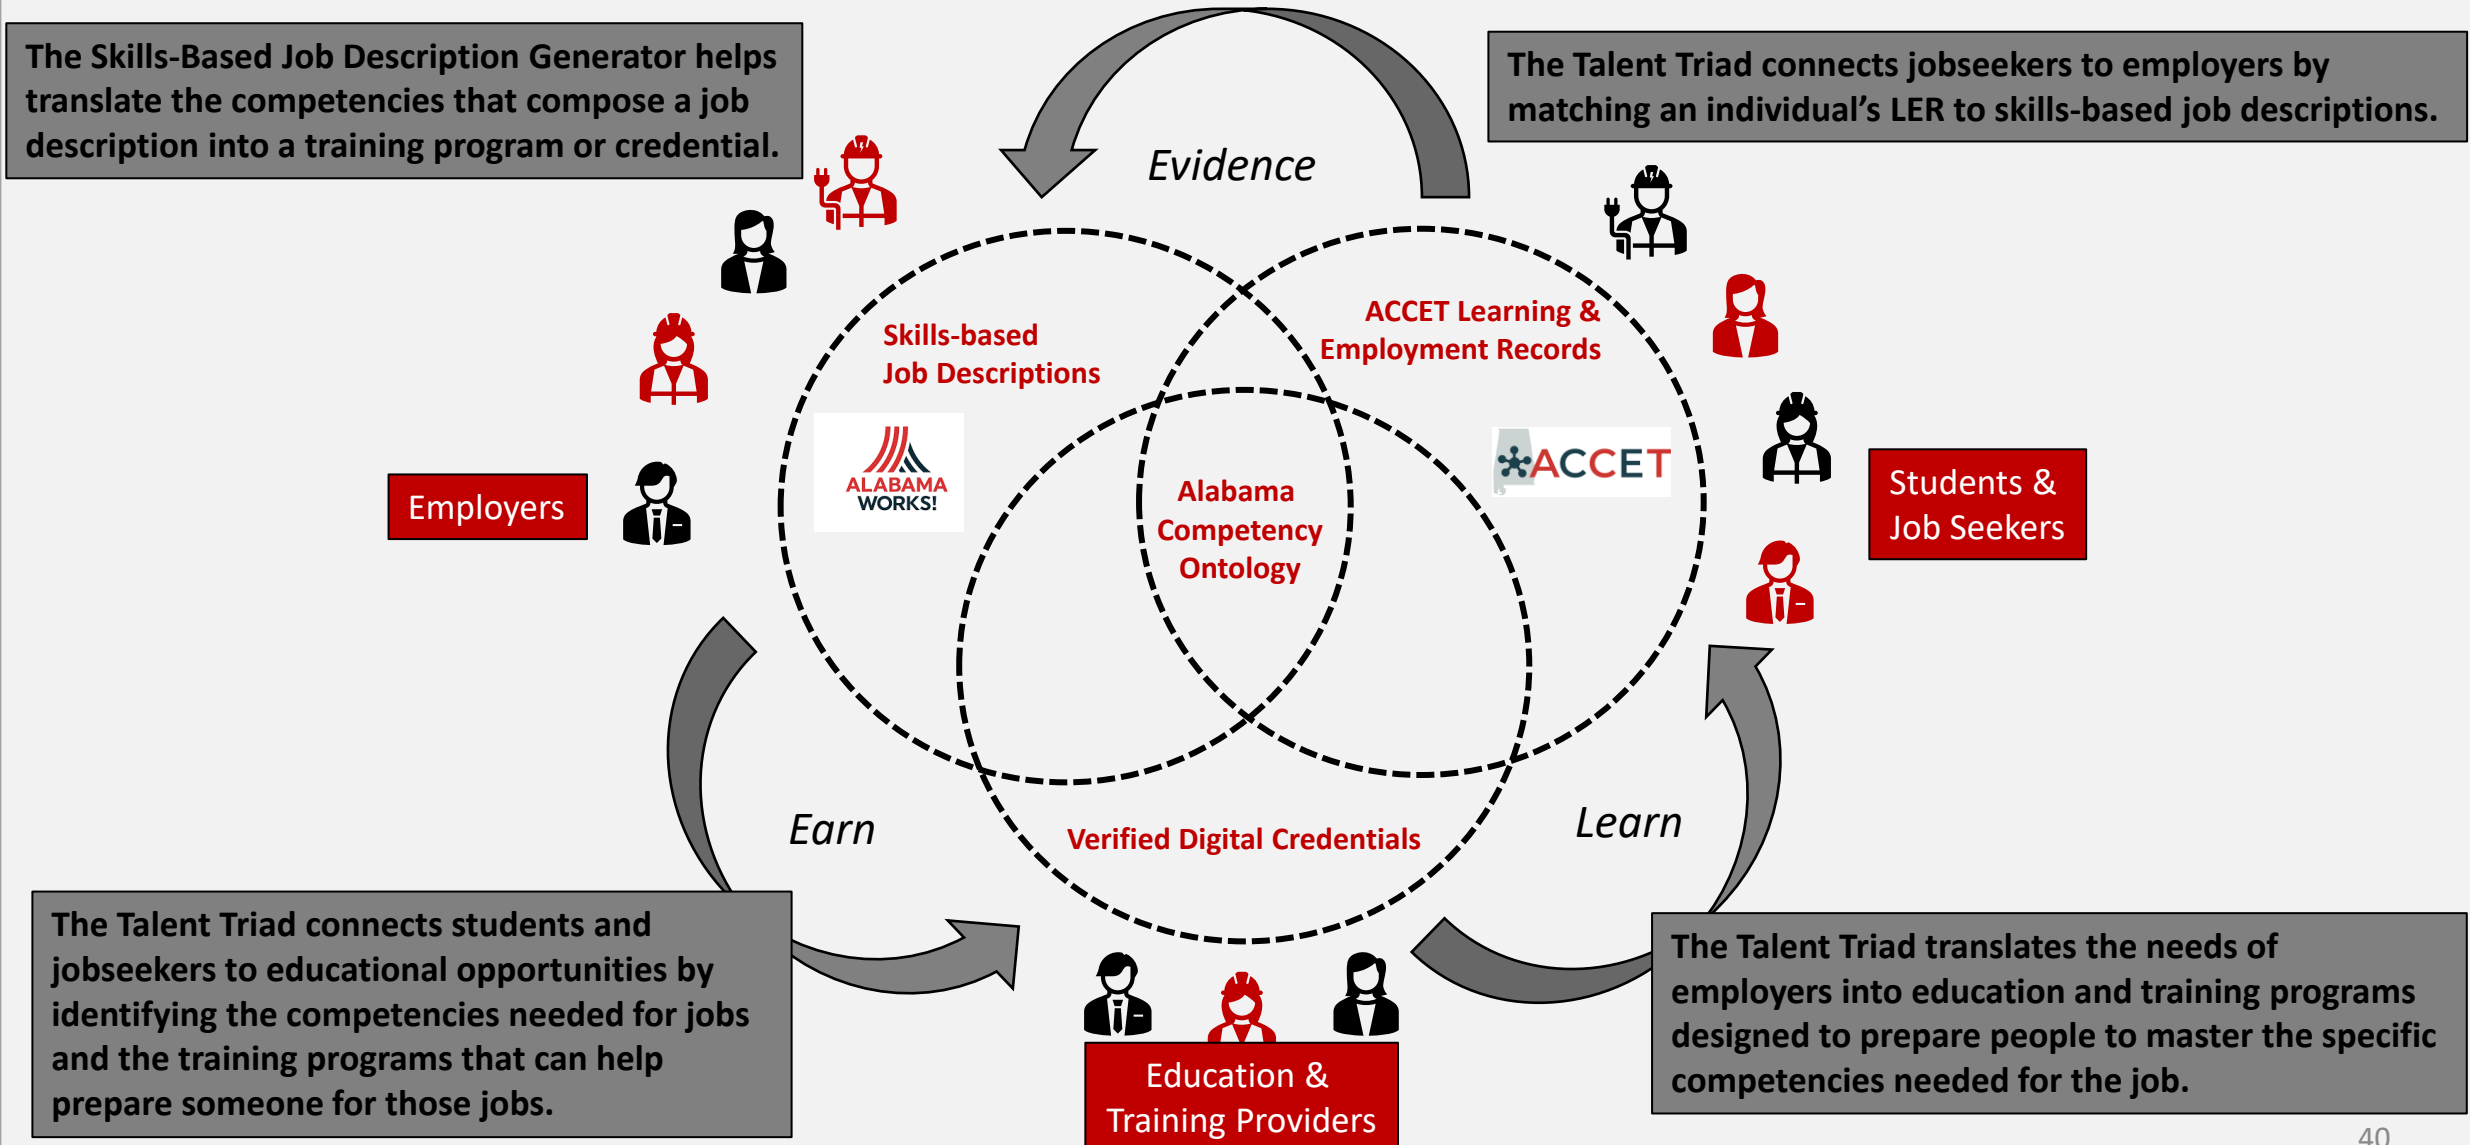 The Skills-Based Job Description Generator helps
translate the competencies that compose a job
description into a training program or credential.
The Talent Triad connects jobseekers to employers by
matching an individual’s LER to skills-based job descriptions.
Evidence
Skills-based
Job Descriptions
ACCET Learning &
Employment Records
ALABAMA
WORKS!
ACCET
Employers
Alabama
Competency
Ontology
Students &
Job Seekers
Earn
Learn
Verified Digital Credentials
The Talent Triad connects students and
jobseekers to educational opportunities by
identifying the competencies needed for jobs
and the training programs that can help
prepare someone for those jobs.
The Talent Triad translates the needs of
employers into education and training programs
designed to prepare people to master the specific
competencies needed for the job.
Education &
Training Providers
40